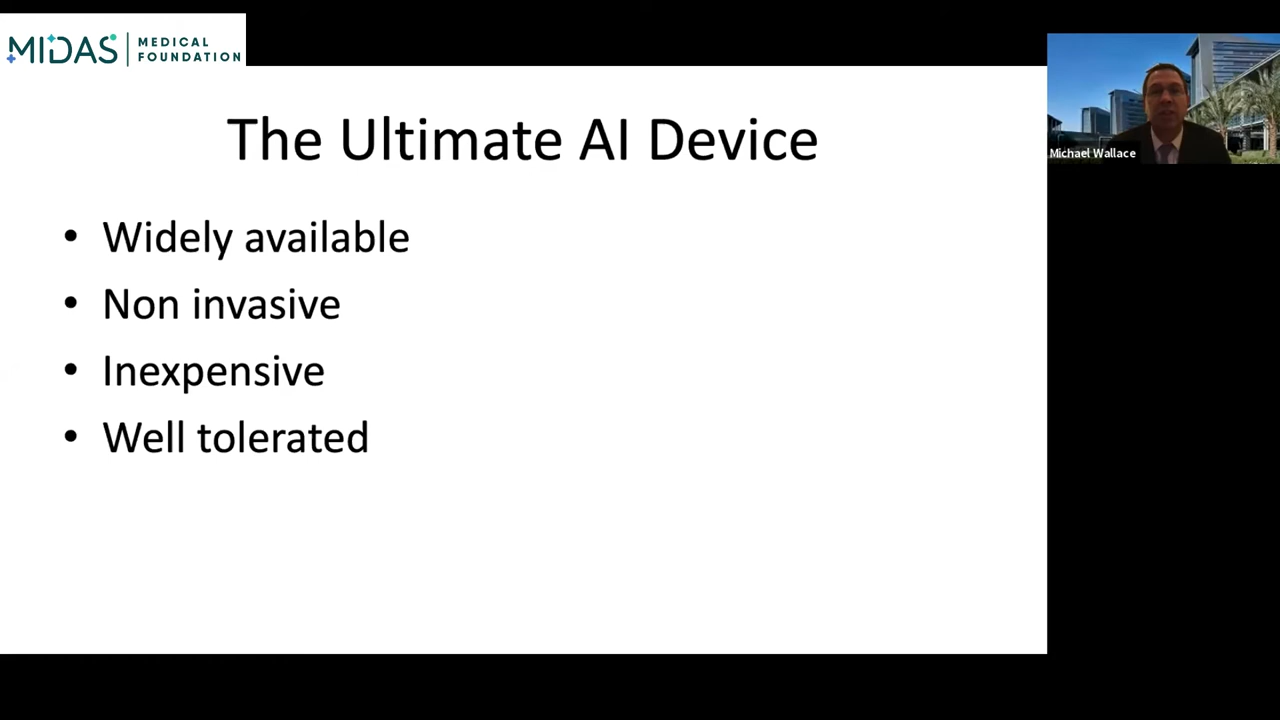 MIDAS
MEDICAL
FOUNDATION
The Ultimate AI Device
• Widely available
• Non invasive
• Inexpensive
• Well tolerated
Michael Wallace